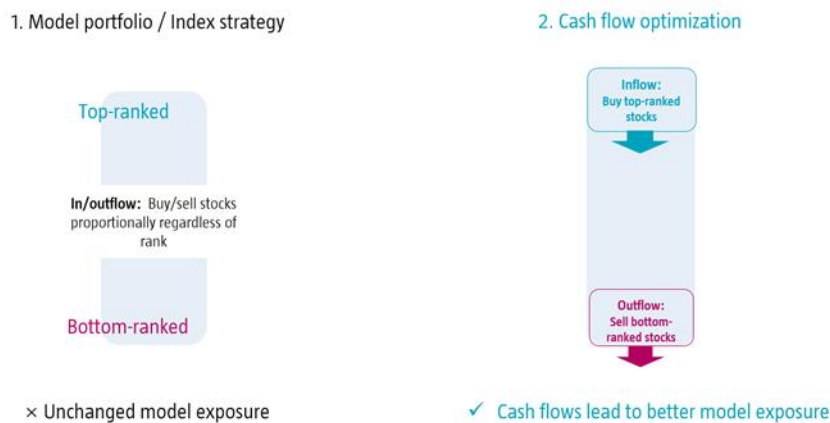 1. Model portfolio / Index strategy
Top-ranked
In/outflow: Buy/sell stocks
proportionally regardless of
rank
Bottom-ranked
× Unchanged model exposure
2. Cash flow optimization
Inflow:
Buy top-ranked
stocks
Outflow:
Sell bottom-
ranked stocks
✓ Cash flows lead to better model exposure